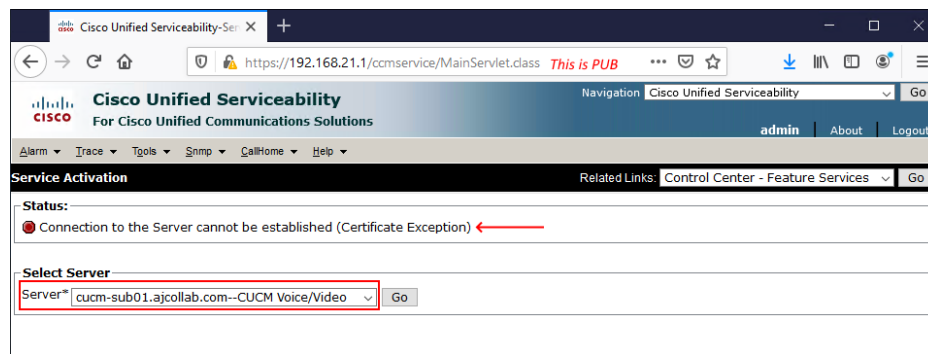 Cisco Unified Serviceability-Ser
https://192.168.21.1/ccmservice/MainServlet.class This is PUB
cisco
Cisco Unified Serviceability
For Cisco Unified Communications Solutions
Navigation Cisco Unified Serviceability Go
admin About Logout
Alarm Trace Tools Snmp CallHome Help
Service Activation
Related Links: Control Center - Feature Services Go
Status:
Connection to the Server cannot be established (Certificate Exception)
Select Server
Server* cucm-sub01.ajcollab.com--CUCM Voice/Video Go